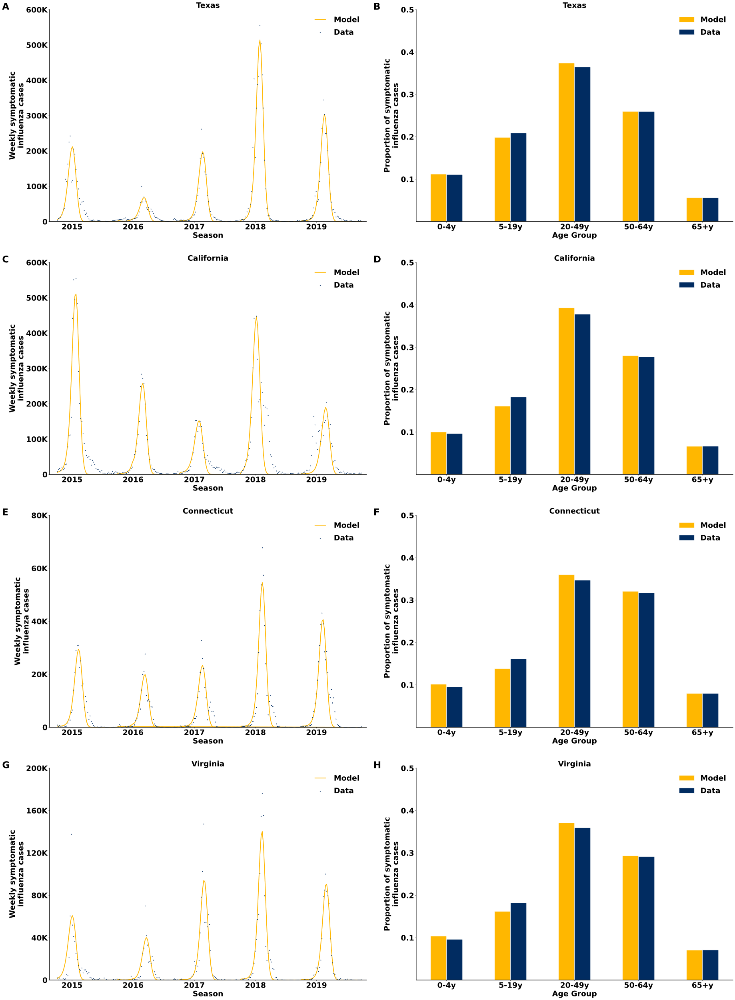 A
Texas
600K
500K
400K
300K
200K
100K
0
Weekly symptomatic
influenza cases
Model
Data
2015 2016 2017 2018 2019
Season
B
Texas
0.5
0.4
0.3
0.2
0.1
Proportion of symptomatic
influenza cases
Model
Data
0-4y 5-19y 20-49y 50-64y 65+y
Age Group
C
California
600K
500K
400K
300K
200K
100K
0
Weekly symptomatic
influenza cases
Model
Data
2015 2016 2017 2018 2019
Season
D
California
0.5
0.4
0.3
0.2
0.1
Proportion of symptomatic
influenza cases
Model
Data
0-4y 5-19y 20-49y 50-64y 65+y
Age Group
E
Connecticut
80K
60K
40K
20K
0
Weekly symptomatic
influenza cases
Model
Data
2015 2016 2017 2018 2019
Season
F
Connecticut
0.5
0.4
0.3
0.2
0.1
Proportion of symptomatic
influenza cases
Model
Data
0-4y 5-19y 20-49y 50-64y 65+y
Age Group
G
Virginia
200K
160K
120K
80K
40K
0
Weekly symptomatic
influenza cases
Model
Data
2015 2016 2017 2018 2019
Season
H
Virginia
0.5
0.4
0.3
0.2
0.1
Proportion of symptomatic
influenza cases
Model
Data
0-4y 5-19y 20-49y 50-64y 65+y
Age Group